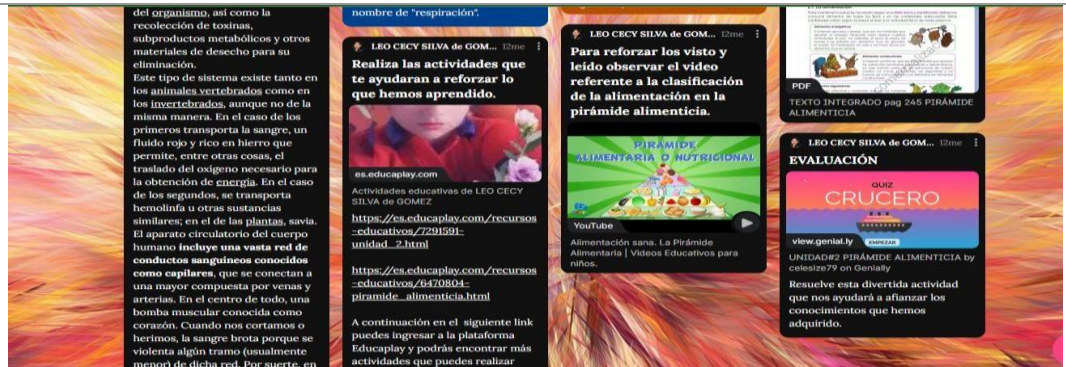 del organismo, así como la
recolección de toxinas,
subproductos metabólicos y otros
materiales de desecho para su
eliminación.
Este tipo de sistema existe tanto en
los animales vertebrados como en
los invertebrados, aunque no de la
misma manera. En el caso de los
primeros transporta la sangre, un
fluido rojo y rico en hierro que
permite, entre otras cosas, el
traslado del oxígeno necesario para
la obtención de energía. En el caso
de los segundos, se transporta
hemolinfa u otras sustancias
similares; en el de las plantas, savia.
El aparato circulatorio del cuerpo
humano incluye una vasta red de
conductos sanguíneos conocidos
como capilares, que se conectan a
una mayor compuesta por venas y
arterias. En el centro de todo, una
bomba muscular conocida como
corazón. Cuando nos cortamos o
herimos, la sangre brota porque se
violenta algún tramo (usualmente
menor) de dicha red. Por suerte, en
nombre de "respiración".
LEO CECY SILVA de GOM... 12me
Realiza las actividades que
te ayudaran a reforzar lo
que hemos aprendido.
es.educaplay.com
Actividades educativas de LEO CECY
SILVA de GOMEZ
https://es.educaplay.com/recursos
-educativos/7291591-
unidad_2.html
https://es.educaplay.com/recursos
-educativos/6470804-
piramide_alimenticia.html
A continuación en el siguiente link
puedes ingresar a la plataforma
Educaplay y podrás encontrar más
actividades que puedes realizar
LEO CECY SILVA de GOM... 12me
Para reforzar los visto y
leído observar el video
referente a la clasificación
de la alimentación en la
pirámide alimenticia.
PIRÁMIDE
ALIMENTARIA O NUTRICIONAL
YouTube
Alimentación sana. La Pirámide
Alimentaria | Videos Educativos para
niños.
PDF
TEXTO INTEGRADO pag 245 PIRÁMIDE
ALIMENTICIA
LEO CECY SILVA de GOM... 12me
EVALUACIÓN
QUIZ
CRUCERO
view.genial.ly
EMPEZAR
UNIDAD#2 PIRÁMIDE ALIMENTICIA by
celesize79 on Genially
Resuelve esta divertida actividad
que nos ayudará a afianzar los
conocimientos que hemos
adquirido.